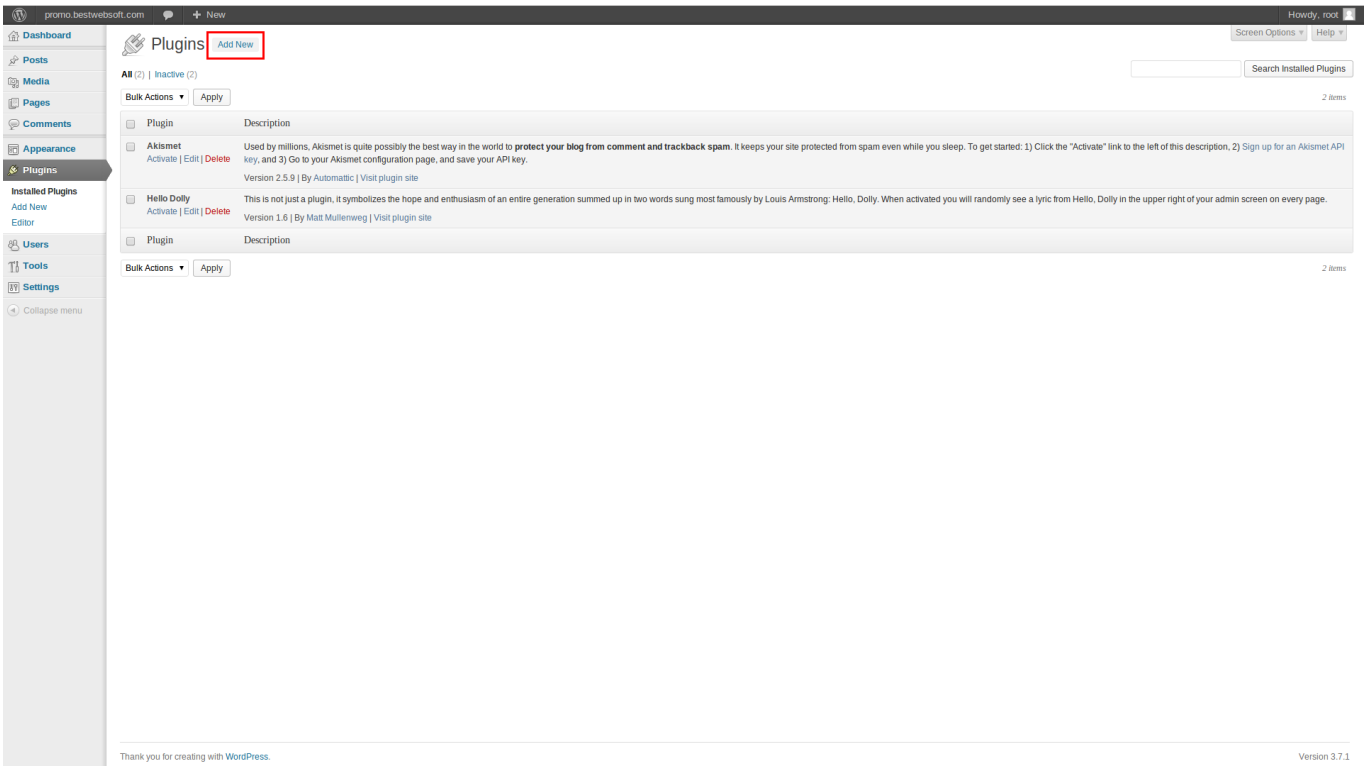 promo.bestwebsoft.com + New Howdy, root
Dashboard
Posts
Media
Pages
Comments
Appearance
Plugins
Installed Plugins
Add New
Editor
Users
Tools
Settings
Collapse menu
Screen Options Help
Plugins Add New
All (2) | Inactive (2)
Search Installed Plugins
Bulk Actions Apply 2 items
Plugin Description
Akismet
Activate | Edit | Delete
Used by millions, Akismet is quite possibly the best way in the world to protect your blog from comment and trackback spam. It keeps your site protected from spam even while you sleep. To get started: 1) Click the "Activate" link to the left of this description, 2) Sign up for an Akismet API
key, and 3) Go to your Akismet configuration page, and save your API key.
Version 2.5.9 | By Automattic | Visit plugin site
Hello Dolly
Activate | Edit | Delete
This is not just a plugin, it symbolizes the hope and enthusiasm of an entire generation summed up in two words sung most famously by Louis Armstrong: Hello, Dolly. When activated you will randomly see a lyric from Hello, Dolly in the upper right of your admin screen on every page.
Version 1.6 | By Matt Mullenweg | Visit plugin site
Plugin Description
Bulk Actions Apply 2 items
Thank you for creating with WordPress. Version 3.7.1